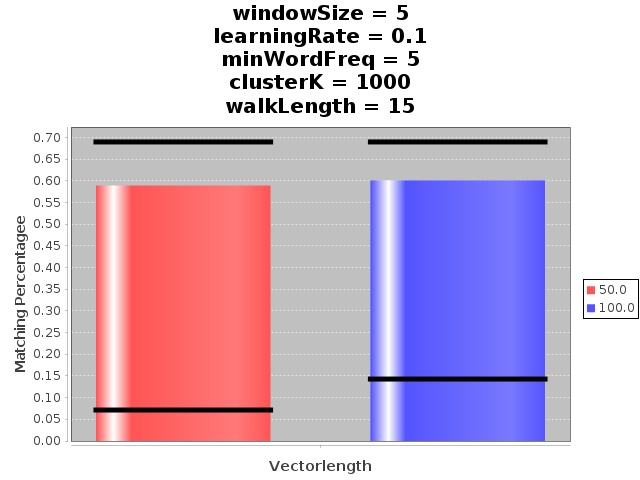 windowSize = 5
learningRate = 0.1
minWordFreq = 5
clusterK = 1000
walkLength = 15
0.70
0.65
0.60
0.55
0.50
0.45
0.40
0.35
0.30
0.25
0.20
0.15
0.10
0.05
0.00
Matching Percentagee
Vectorlength
50.0
100.0